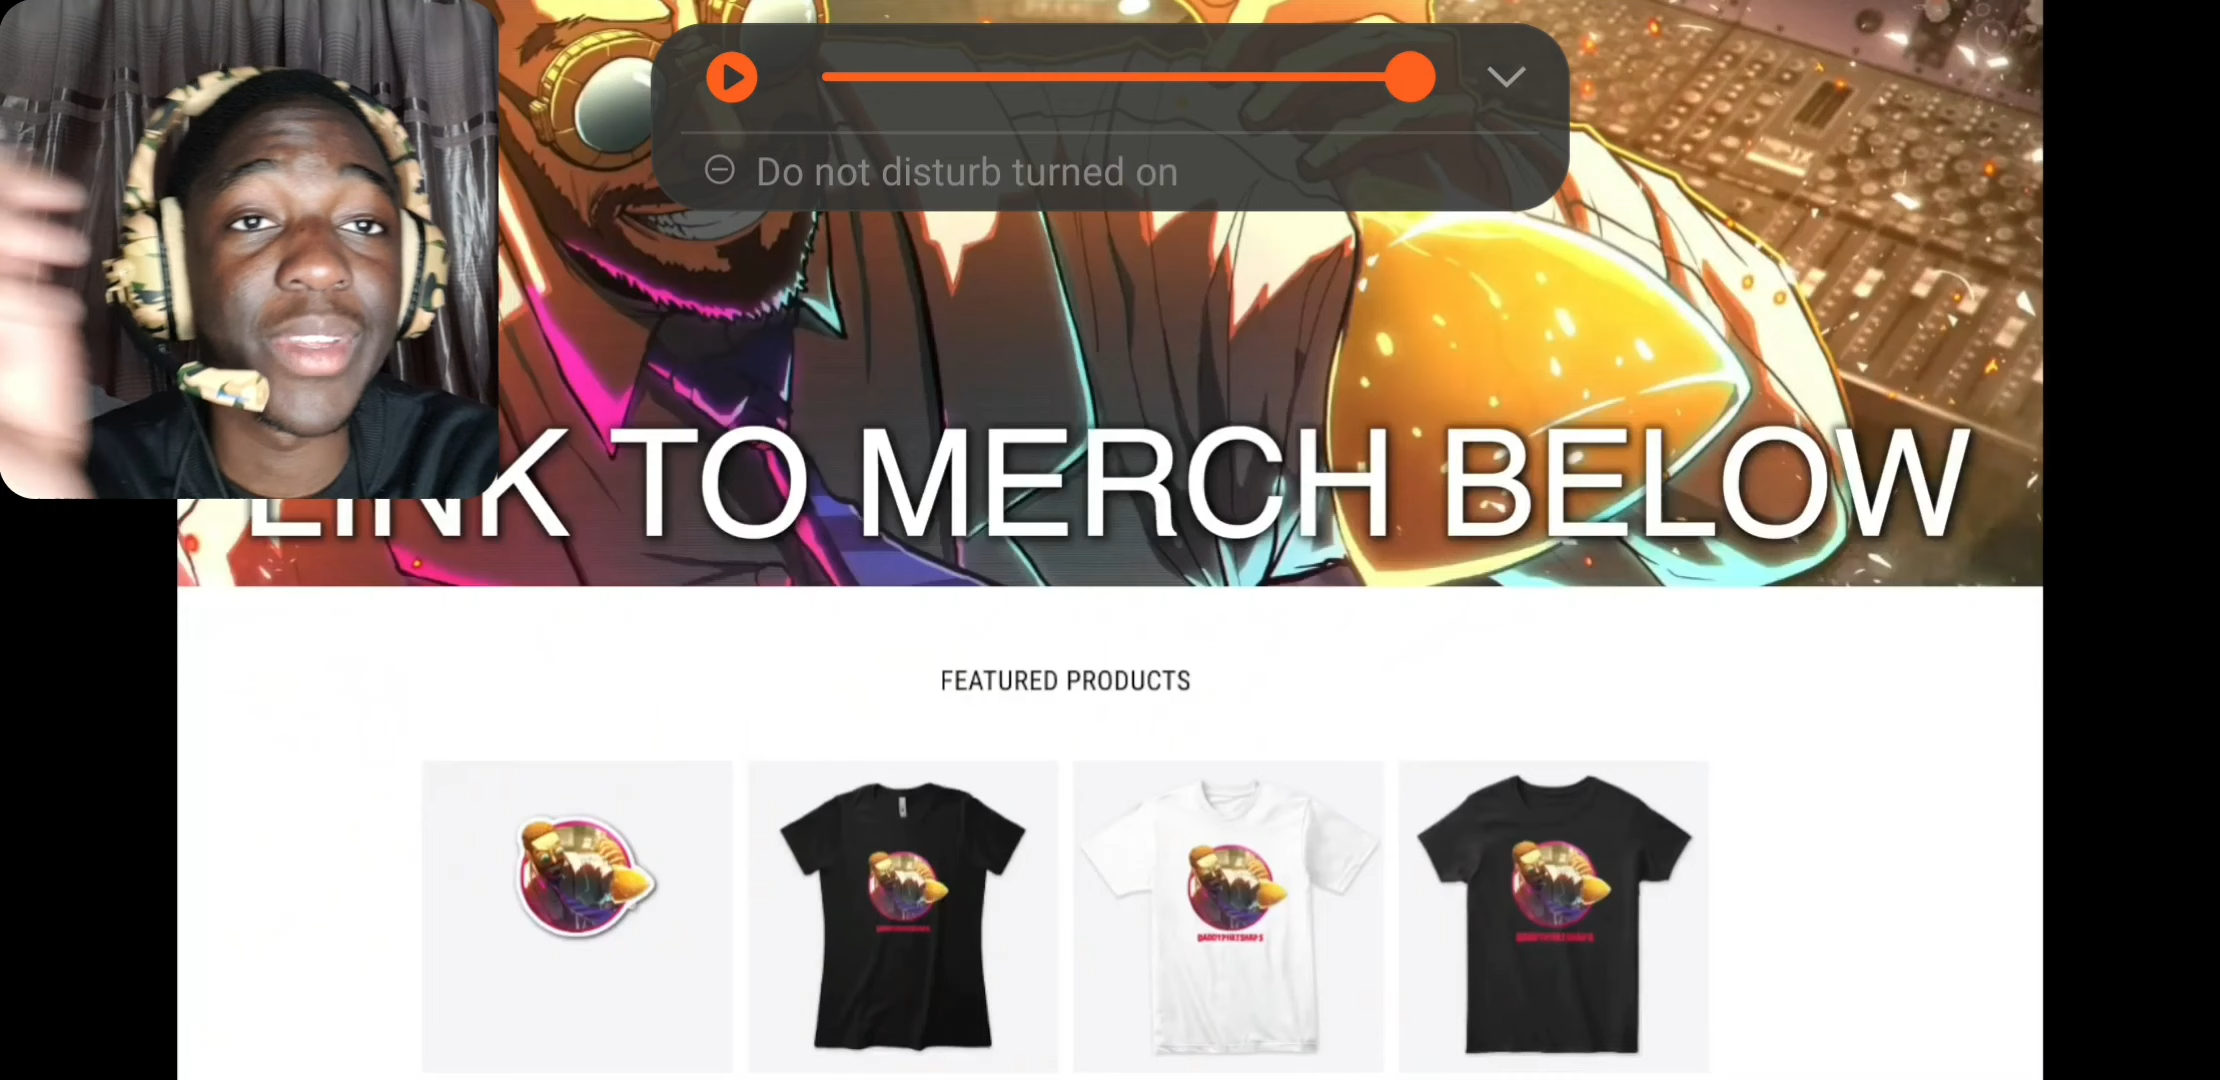 Do not disturb turned on
LINK TO MERCH BELOW
FEATURED PRODUCTS